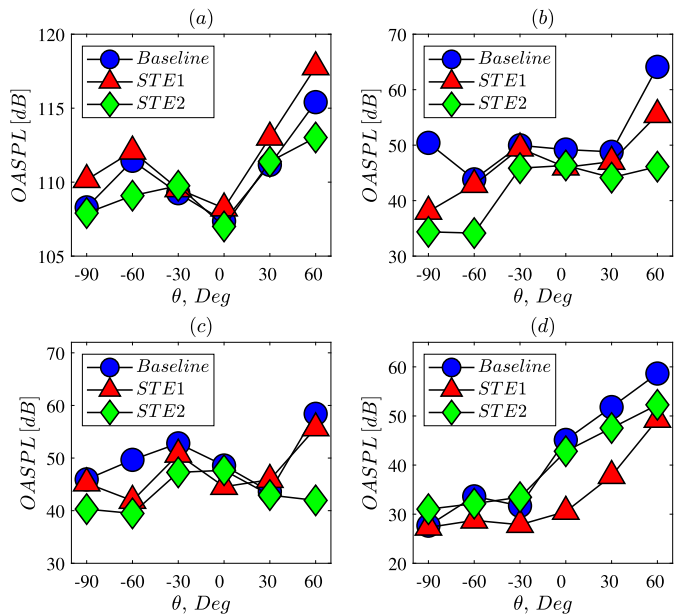 (a)
120
115
110
105
OASPL [dB]
Baseline
STE1
STE2
-90 -60 -30 0 30 60
θ, Deg
(b)
70
60
50
40
30
OASPL [dB]
Baseline
STE1
STE2
-90 -60 -30 0 30 60
θ, Deg
(c)
70
60
50
40
30
OASPL [dB]
Baseline
STE1
STE2
-90 -60 -30 0 30 60
θ, Deg
(d)
60
50
40
30
20
OASPL [dB]
Baseline
STE1
STE2
-90 -60 -30 0 30 60
θ, Deg